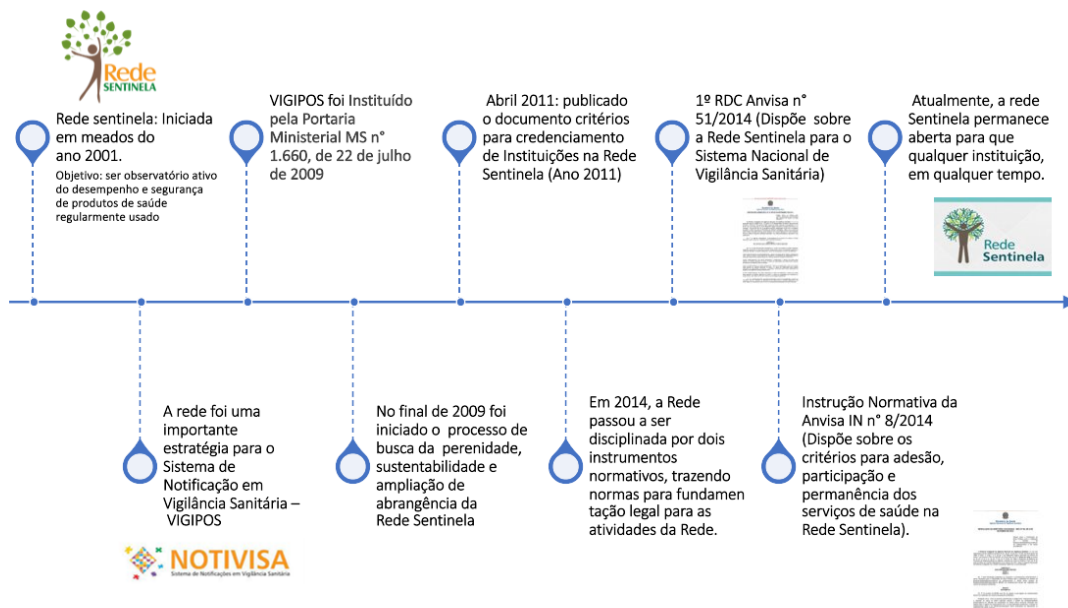 Rede
SENTINELA
Rede sentinela: Iniciada
em meados do
ano 2001.
Objetivo: ser observatório ativo
do desempenho e segurança
de produtos de saúde
regularmente usado
VIGIPOS foi Instituído
pela Portaria
Ministerial MS n°
1.660, de 22 de julho
de 2009
Abril 2011: publicado
o documento critérios
para credenciamento
de Instituições na Rede
Sentinela (Ano 2011)
1º RDC Anvisa n°
51/2014 (Dispõe sobre
a Rede Sentinela para o
Sistema Nacional de
Vigilância Sanitária)
Atualmente, a rede
Sentinela permanece
aberta para que
qualquer instituição,
em qualquer tempo.
Rede
Sentinela
A rede foi uma
importante
estratégia para o
Sistema de
Notificação em
Vigilância Sanitária –
VIGIPOS
NOTIVISA
Sistema de Notificações em Vigilância Sanitária
No final de 2009 foi
iniciado o processo de
busca da perenidade,
sustentabilidade e
ampliação de
abrangência da
Rede Sentinela
Em 2014, a Rede
passou a ser
disciplinada por dois
instrumentos
normativos, trazendo
normas para fundamen
tação legal para as
atividades da Rede.
Instrução Normativa da
Anvisa IN n° 8/2014
(Dispõe sobre os
critérios para adesão,
participação e
permanência dos
serviços de saúde na
Rede Sentinela).